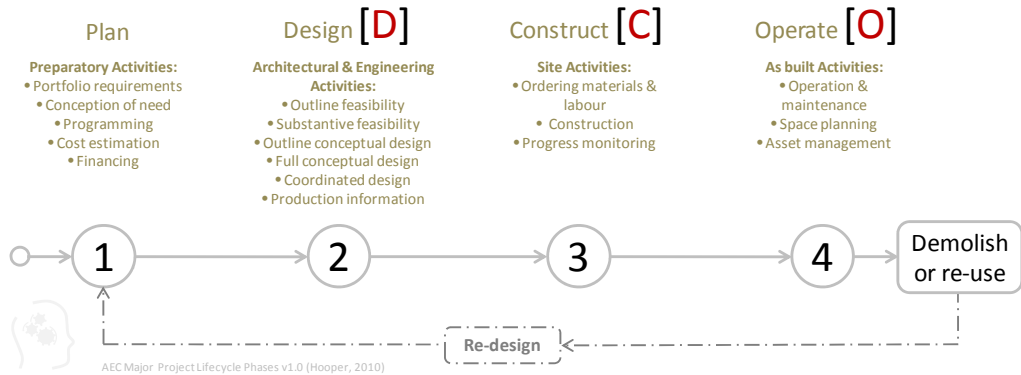 Plan
Preparatory Activities:
• Portfolio requirements
• Conception of need
• Programming
• Cost estimation
• Financing
Design [D]
Architectural & Engineering
Activities:
• Outline feasibility
• Substantive feasibility
• Outline conceptual design
• Full conceptual design
• Coordinated design
• Production information
Construct [C]
Site Activities:
• Ordering materials &
labour
• Construction
• Progress monitoring
Operate [O]
As built Activities:
• Operation &
maintenance
• Space planning
• Asset management
1
2
3
4
Demolish
or re-use
Re-design
AEC Major Project Lifecycle Phases v1.0 (Hooper, 2010)